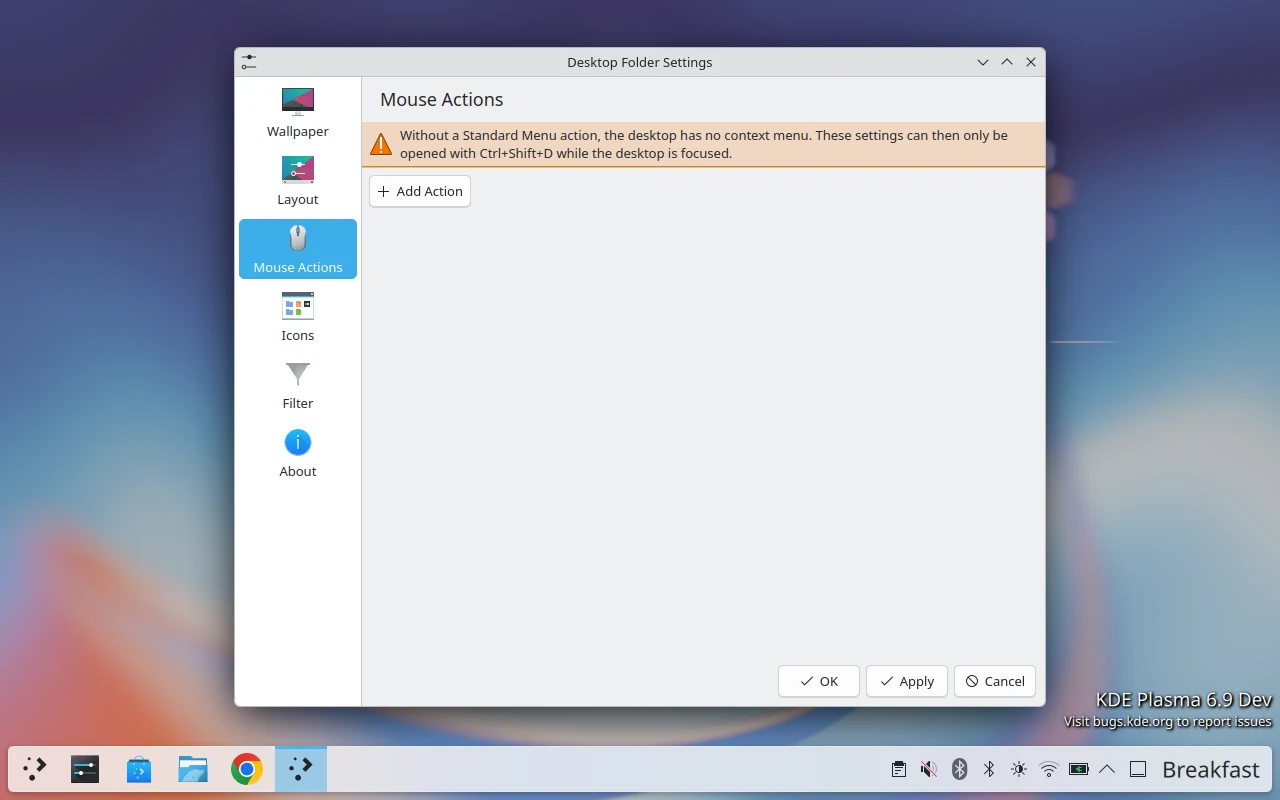 Desktop Folder Settings
Wallpaper
Layout
Mouse Actions
Icons
Filter
About
Mouse Actions
Without a Standard Menu action, the desktop has no context menu. These settings can then only be
opened with Ctrl+Shift+D while the desktop is focused.
Add Action
OK
Apply
Cancel
KDE Plasma 6.9 Dev
Visit bugs.kde.org to report issues
Breakfast